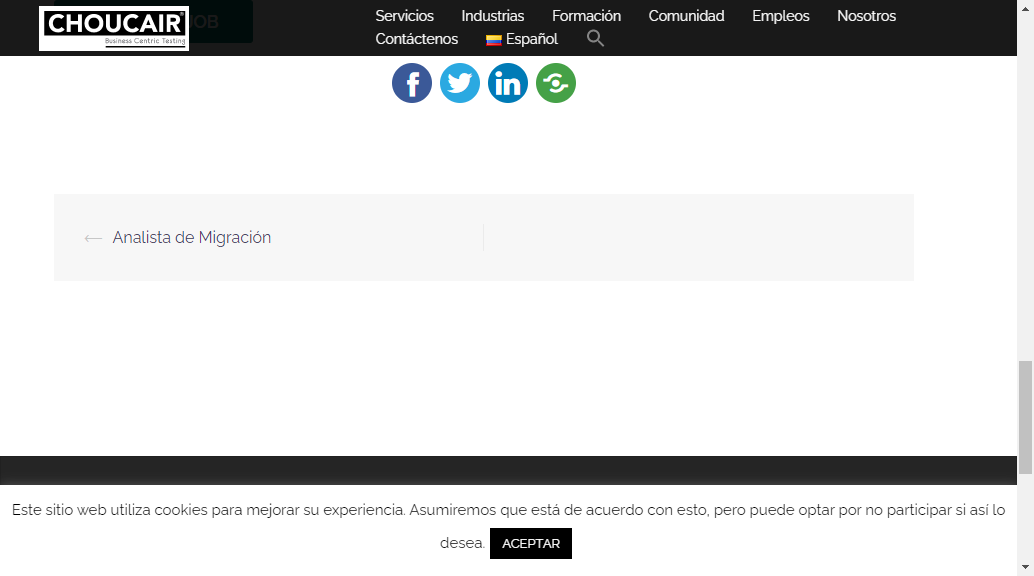 CHOUCAIR®
Business Centric Testing
JOB
Servicios Industrias Formación Comunidad Empleos Nosotros
Contáctenos Español
f in
← Analista de Migración
Este sitio web utiliza cookies para mejorar su experiencia. Asumiremos que está de acuerdo con esto, pero puede optar por no participar si así lo
desea. ACEPTAR